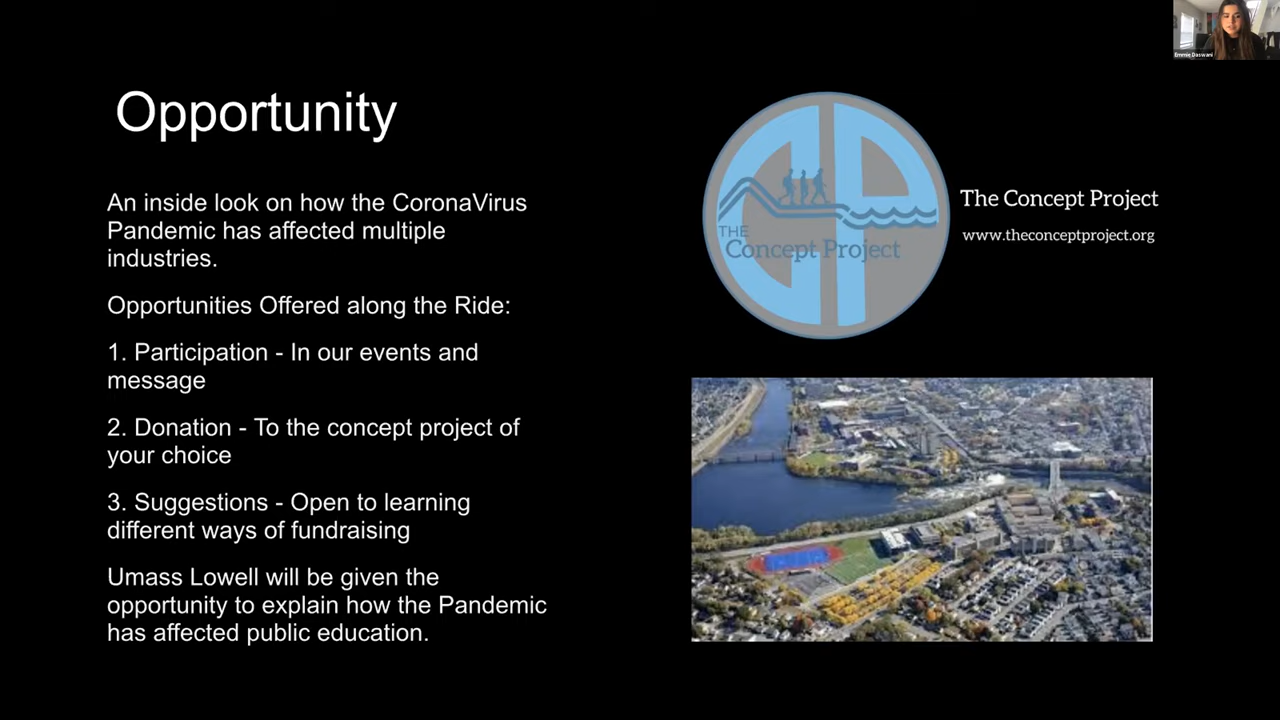 Opportunity
An inside look on how the CoronaVirus
Pandemic has affected multiple
industries.
Opportunities Offered along the Ride:
1. Participation - In our events and
message
2. Donation - To the concept project of
your choice
3. Suggestions - Open to learning
different ways of fundraising
Umass Lowell will be given the
opportunity to explain how the Pandemic
has affected public education.
CP
THE
Concept Project
The Concept Project
www.theconceptproject.org
Emmie Daswani